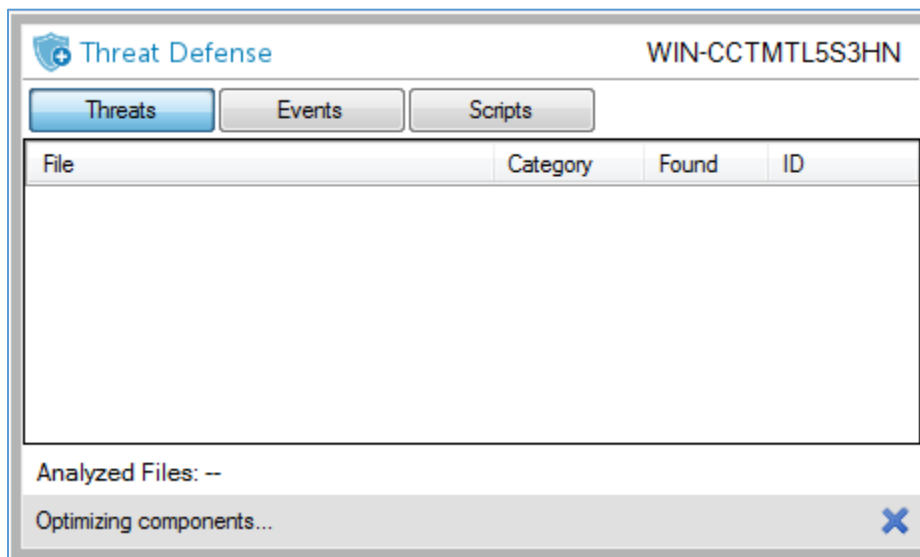 Threat Defense WIN-CCTMTL5S3HN
Threats Events Scripts
File Category Found ID
Analyzed Files: --
Optimizing components...